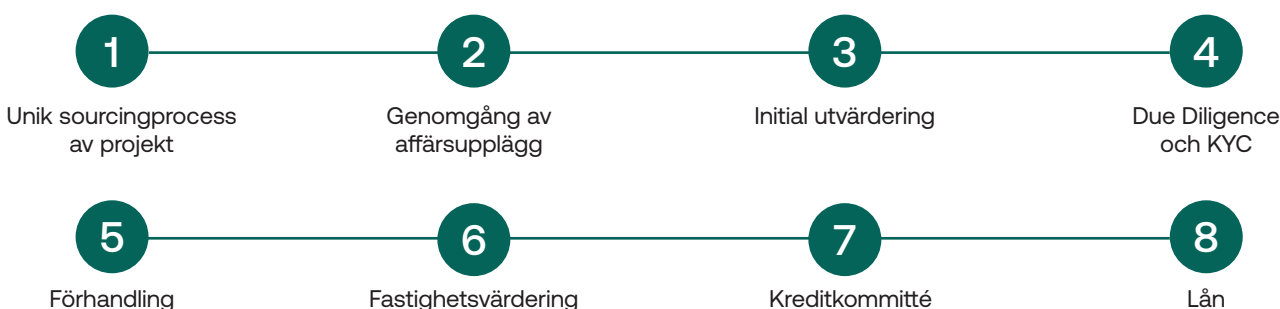 1
2
3
4
Unik sourcingprocess
av projekt
Genomgång av
affärsupplägg
Initial utvärdering
Due Diligence
och KYC
5
6
7
8
Förhandling
Fastighetsvärdering
Kreditkommitté
Lån